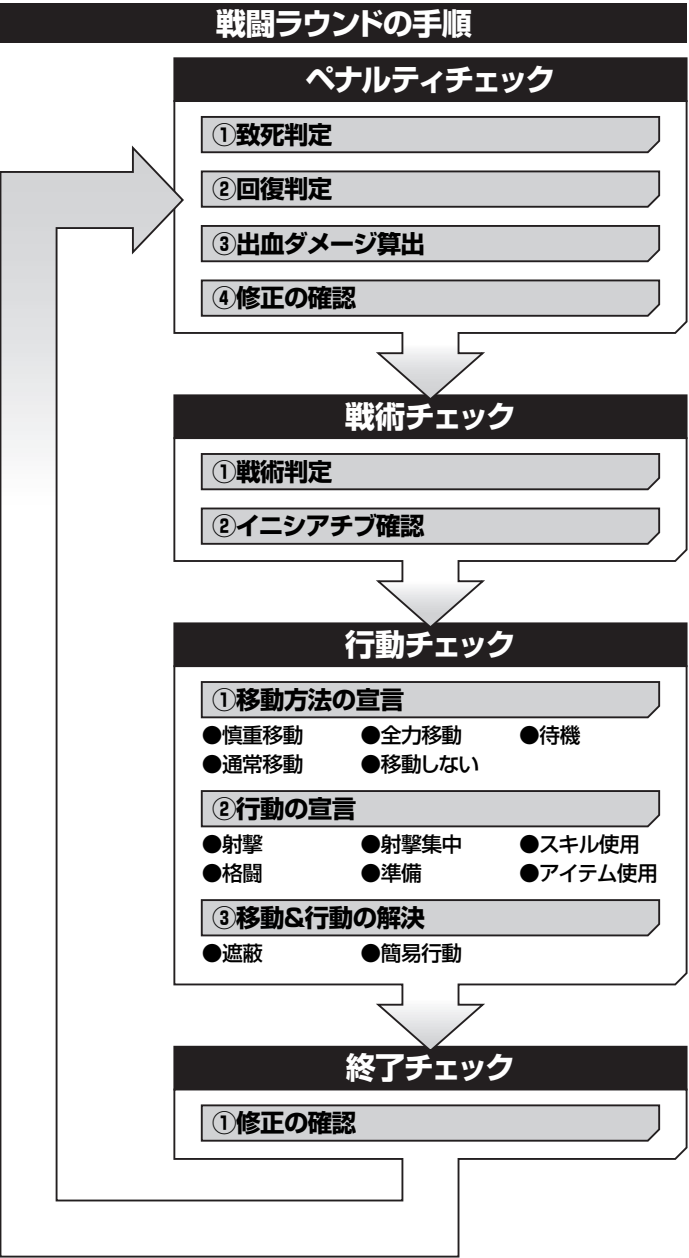 戦闘ラウンドの手順
ペナルティチェック
①致死判定
②回復判定
③出血ダメージ算出
④修正の確認
戦術チェック
①戦術判定
②イニシアチブ確認
行動チェック
①移動方法の宣言
●慎重移動 ●全力移動 ●待機
●通常移動 ●移動しない
②行動の宣言
●射撃 ●射撃集中 ●スキル使用
●格闘 ●準備 ●アイテム使用
③移動&行動の解決
●遮蔽 ●簡易行動
終了チェック
①修正の確認